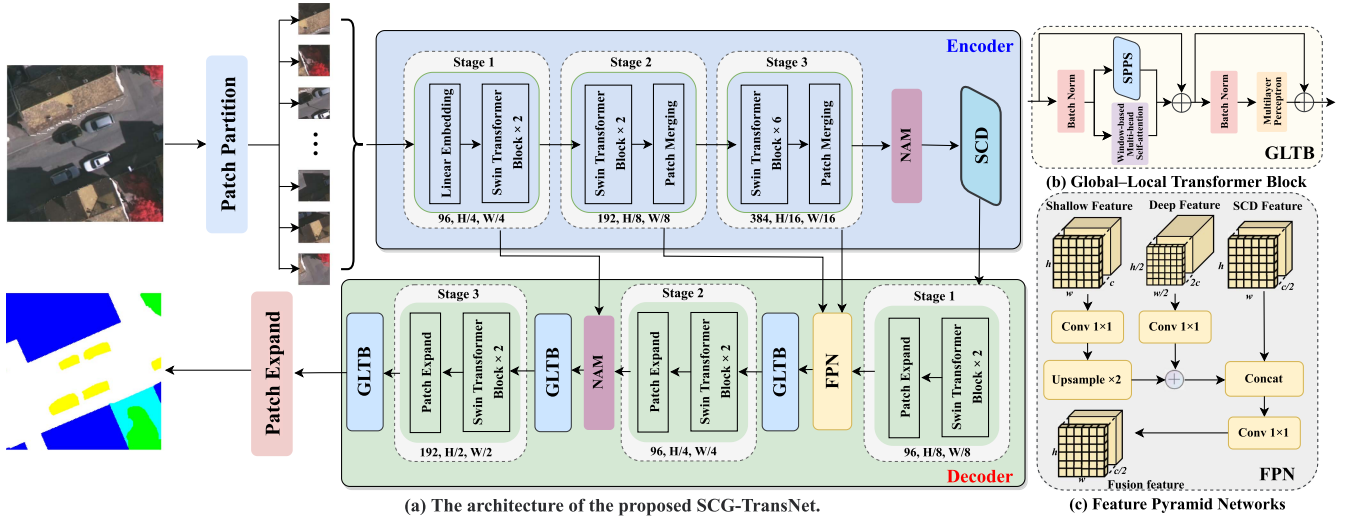 Patch Partition
Encoder
Stage 1
Linear Embedding
Swin Transformer
Block × 2
96, H/4, W/4
Stage 2
Swin Transformer
Block × 2
Patch Merging
192, H/8, W/8
Stage 3
Swin Transformer
Block × 6
Patch Merging
384, H/16, W/16
NAM
SCD
Patch Expand
GLTB
Stage 3
Patch Expand
Swin Transformer
Block × 2
192, H/2, W/2
GLTB
NAM
Stage 2
Patch Expand
Swin Transformer
Block × 2
96, H/4, W/4
GLTB
FPN
Stage 1
Patch Expand
Swin Transformer
Block × 2
96, H/8, W/8
Decoder
(a) The architecture of the proposed SCG-TransNet.
Batch Norm
SPPS
Window-based
Multi-head
Self-attention
Batch Norm
Multilayer
Perceptron
GLTB
(b) Global–Local Transformer Block
Shallow Feature
Deep Feature
SCD Feature
h
w
c
h/2
w/2
2c
h
w
c/2
Conv 1×1
Conv 1×1
Upsample ×2
Concat
Conv 1×1
h
w
c/2
Fusion feature
FPN
(c) Feature Pyramid Networks